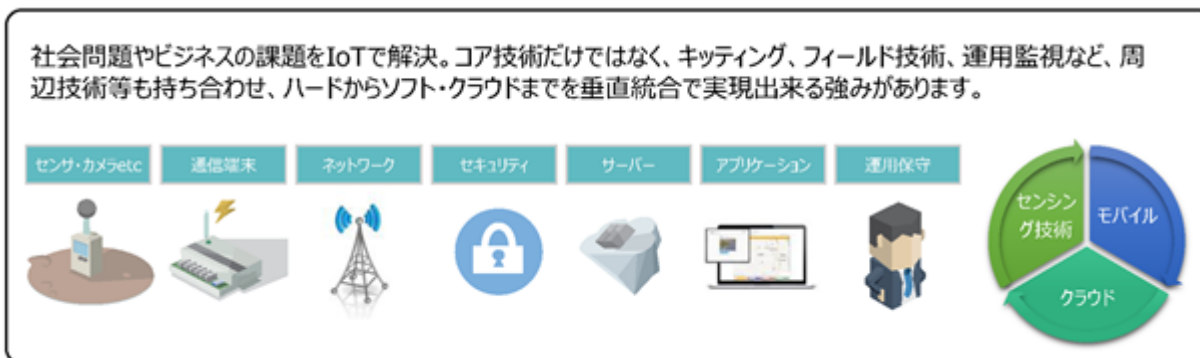 社会問題やビジネスの課題をIoTで解決。コア技術だけではなく、キッティング、フィールド技術、運用監視など、周
辺技術等も持ち合わせ、ハードからソフト・クラウドまでを垂直統合で実現出来る強みがあります。
センサ・カメラetc
通信端末
ネットワーク
セキュリティ
サーバー
アプリケーション
運用保守
センシン
グ技術
モバイル
クラウド